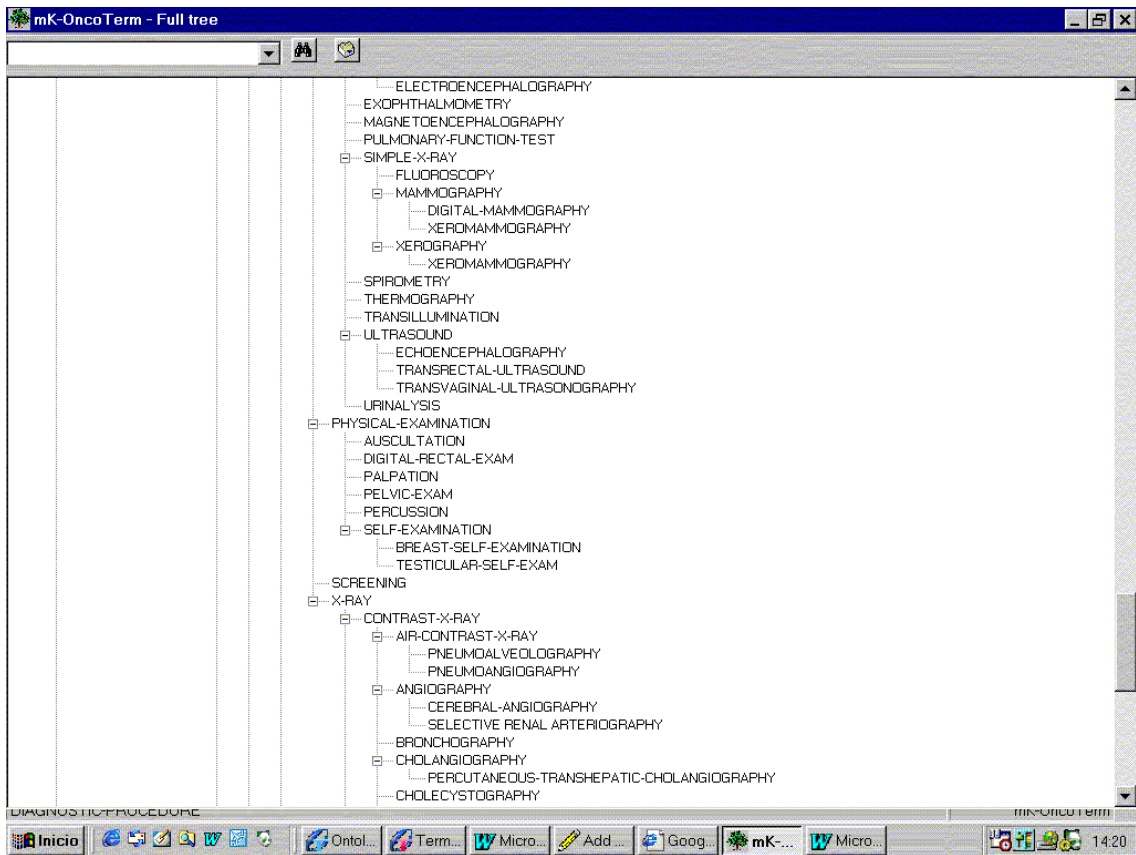 mK-OncoTerm - Full tree
ELECTROENCEPHALOGRAPHY
EXOPHTHALMOMETRY
MAGNETOENCEPHALOGRAPHY
PULMONARY-FUNCTION-TEST
SIMPLE-X-RAY
FLUOROSCOPY
MAMMOGRAPHY
DIGITAL-MAMMOGRAPHY
XEROMAMMOGRAPHY
XEROGRAPHY
XEROMAMMOGRAPHY
SPIROMETRY
THERMOGRAPHY
TRANSILLUMINATION
ULTRASOUND
ECHOENCEPHALOGRAPHY
TRANSRECTAL-ULTRASOUND
TRANSVAGINAL-ULTRASONOGRAPHY
URINALYSIS
PHYSICAL-EXAMINATION
AUSCULTATION
DIGITAL-RECTAL-EXAM
PALPATION
PELVIC-EXAM
PERCUSSION
SELF-EXAMINATION
BREAST-SELF-EXAMINATION
TESTICULAR-SELF-EXAM
SCREENING
X-RAY
CONTRAST-X-RAY
AIR-CONTRAST-X-RAY
PNEUMOALVEOLOGRAPHY
PNEUMOANGIOGRAPHY
ANGIOGRAPHY
CEREBRAL-ANGIOGRAPHY
SELECTIVE RENAL ARTERIOGRAPHY
BRONCHOGRAPHY
CHOLANGIOGRAPHY
PERCUTANEOUS-TRANSHEPATIC-CHOLANGIOGRAPHY
CHOLECYSTOGRAPHY
DIAGNOSTIC-PROCEDURE mK-OncoTerm
Inicio Ontol... Term... Micro... Add ... Goog... mK-... Micro... 14:20